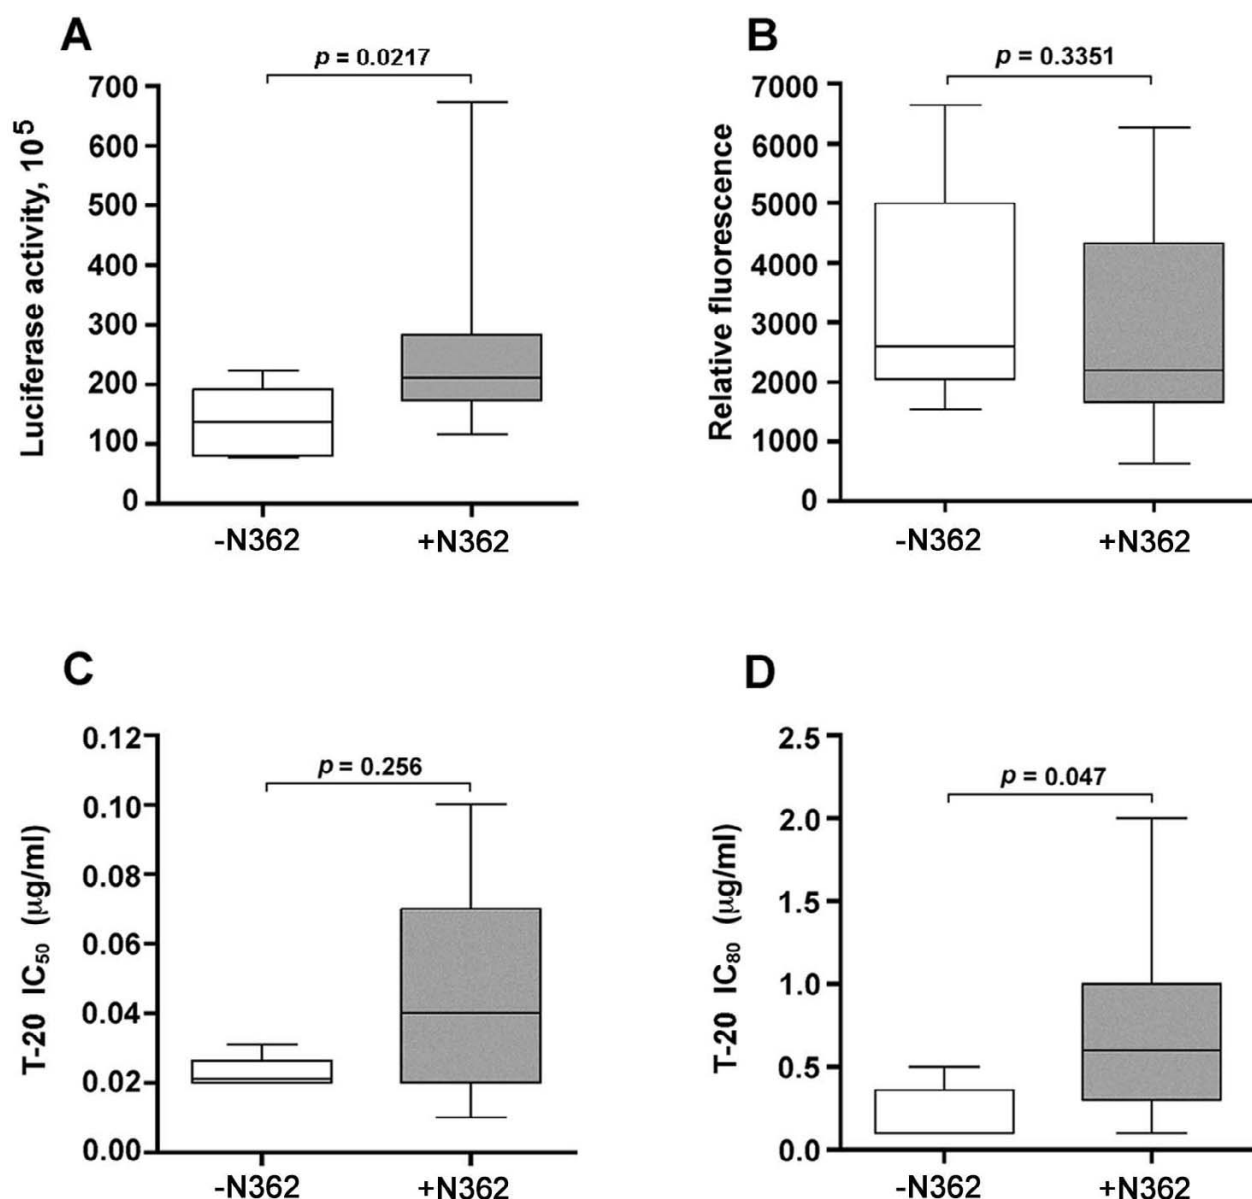 A
p = 0.0217
Luciferase activity, 10⁵
700
600
500
400
300
200
100
0
-N362
+N362
B
p = 0.3351
Relative fluorescence
7000
6000
5000
4000
3000
2000
1000
0
-N362
+N362
C
p = 0.256
T-20 IC₅₀ (μg/ml)
0.12
0.10
0.08
0.06
0.04
0.02
0.00
-N362
+N362
D
p = 0.047
T-20 IC₈₀ (μg/ml)
2.5
2.0
1.5
1.0
0.5
0.0
-N362
+N362